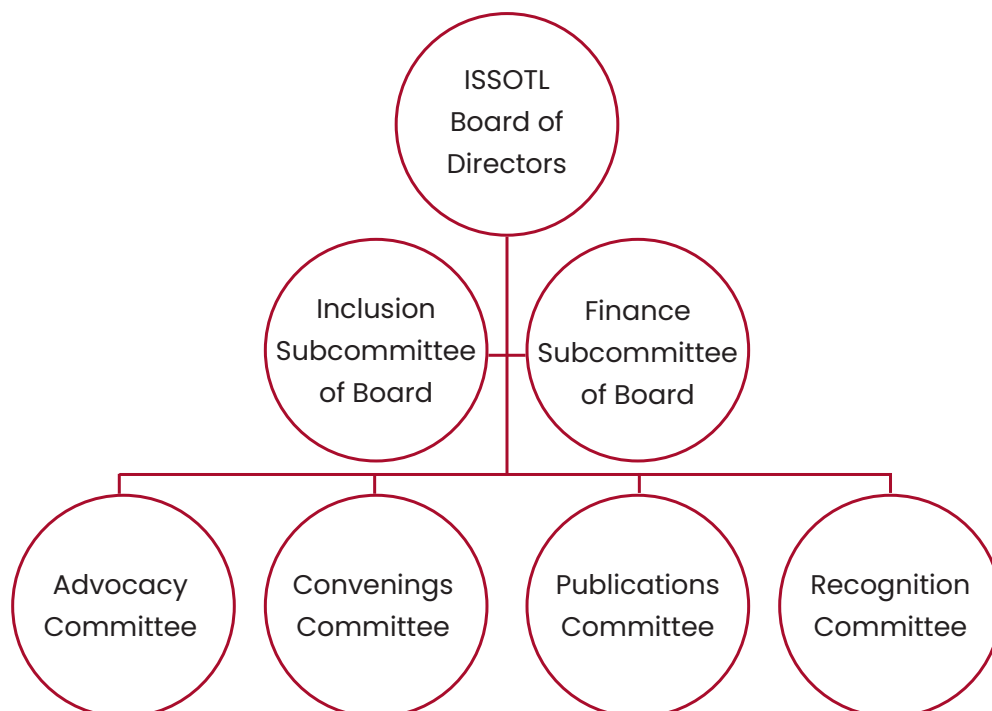 ISSOTL
Board of
Directors
Inclusion
Subcommittee
of Board
Finance
Subcommittee
of Board
Advocacy
Committee
Convenings
Committee
Publications
Committee
Recognition
Committee